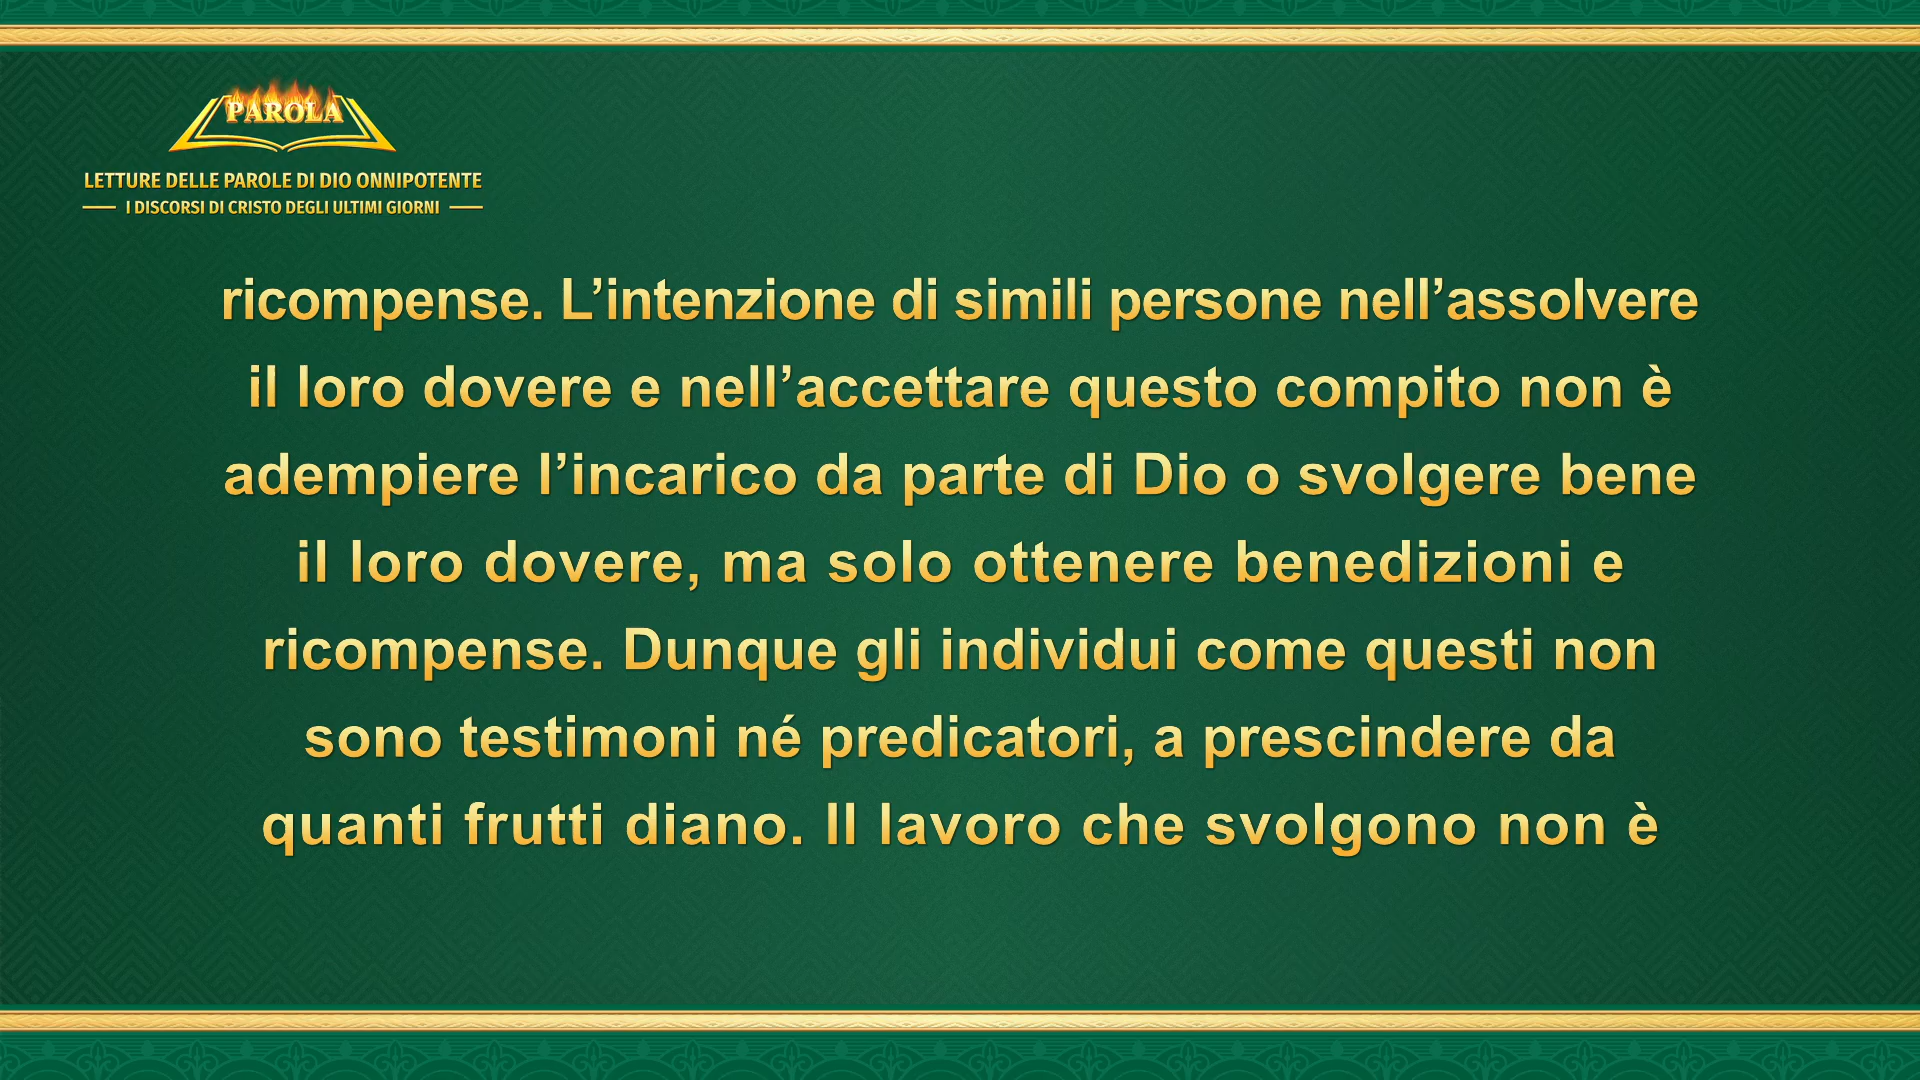 PAROLA
LETTURE DELLE PAROLE DI DIO ONNIPOTENTE
I DISCORSI DI CRISTO DEGLI ULTIMI GIORNI
ricompense. L’intenzione di simili persone nell’assolvere
il loro dovere e nell’accettare questo compito non è
adempiere l’incarico da parte di Dio o svolgere bene
il loro dovere, ma solo ottenere benedizioni e
ricompense. Dunque gli individui come questi non
sono testimoni né predicatori, a prescindere da
quanti frutti diano. Il lavoro che svolgono non è